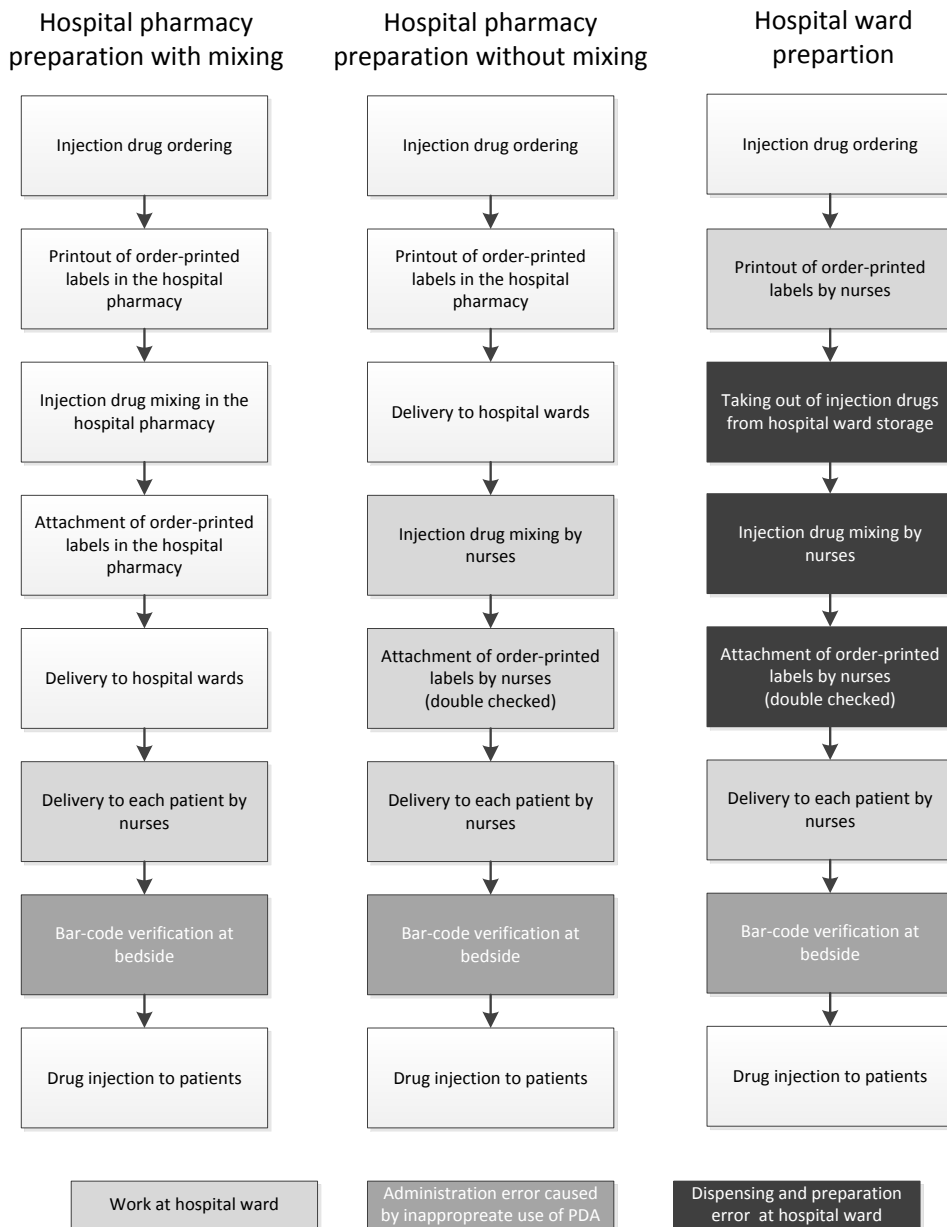 Hospital pharmacy
preparation with mixing
Injection drug ordering
Printout of order-printed
labels in the hospital
pharmacy
Injection drug mixing in the
hospital pharmacy
Attachment of order-printed
labels in the hospital
pharmacy
Delivery to hospital wards
Delivery to each patient by
nurses
Bar-code verification at
bedside
Drug injection to patients
Hospital pharmacy
preparation without mixing
Injection drug ordering
Printout of order-printed
labels in the hospital
pharmacy
Delivery to hospital wards
Injection drug mixing by
nurses
Attachment of order-printed
labels by nurses
(double checked)
Delivery to each patient by
nurses
Bar-code verification at
bedside
Drug injection to patients
Hospital ward
prepartion
Injection drug ordering
Printout of order-printed
labels by nurses
Taking out of injection drugs
from hospital ward storage
Injection drug mixing by
nurses
Attachment of order-printed
labels by nurses
(double checked)
Delivery to each patient by
nurses
Bar-code verification at
bedside
Drug injection to patients
Work at hospital ward
Administration error caused
by inappropreate use of PDA
Dispensing and preparation
error at hospital ward